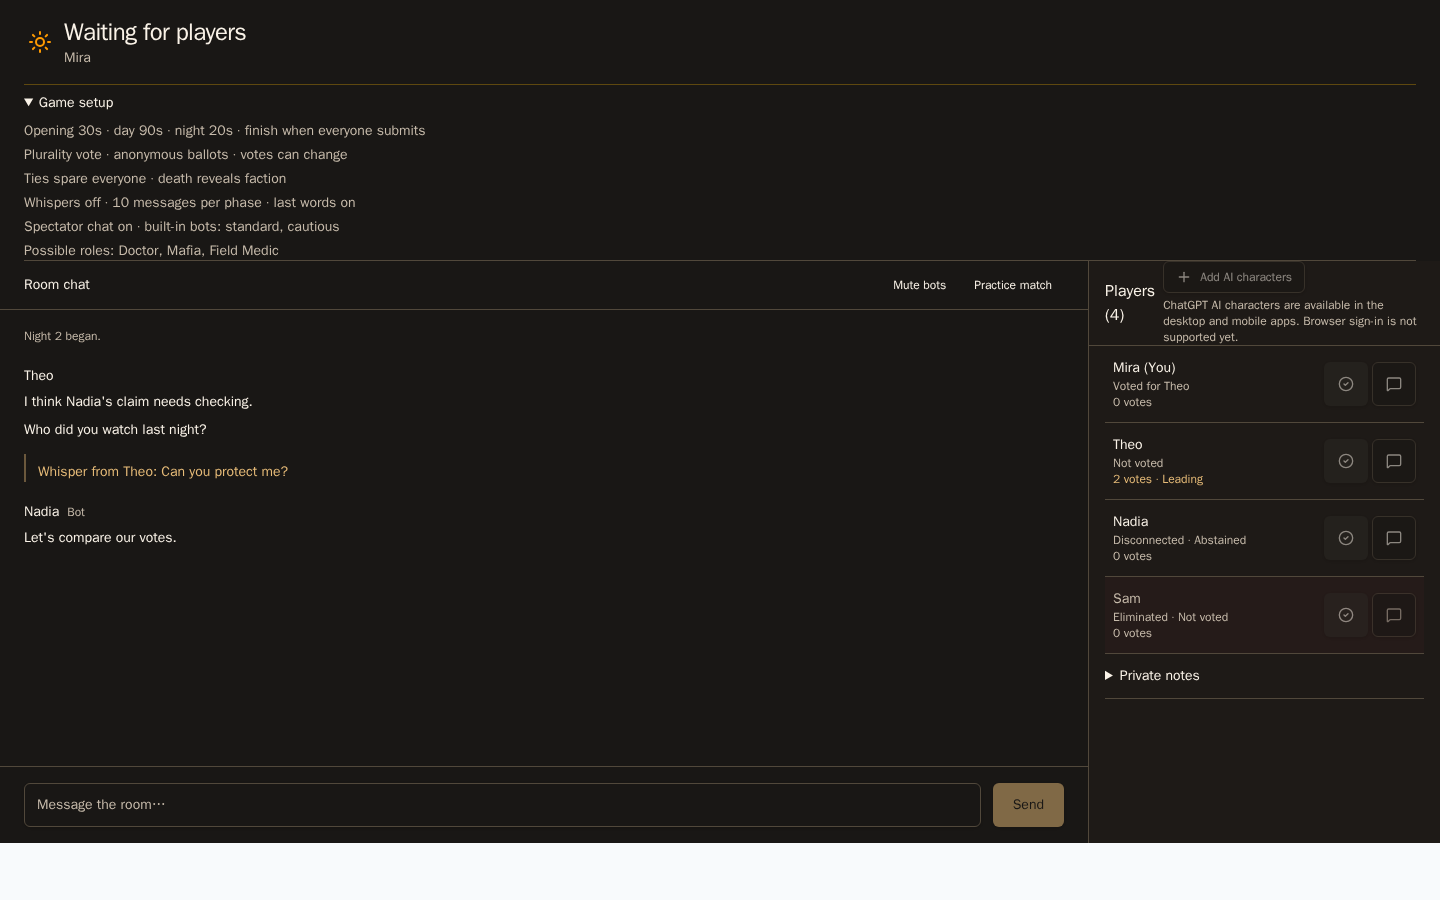 Waiting for players
Mira
Game setup
Opening 30s · day 90s · night 20s · finish when everyone submits
Plurality vote · anonymous ballots · votes can change
Ties spare everyone · death reveals faction
Whispers off · 10 messages per phase · last words on
Spectator chat on · built-in bots: standard, cautious
Possible roles: Doctor, Mafia, Field Medic
Room chat
Mute bots
Practice match
Night 2 began.
Theo
I think Nadia's claim needs checking.
Who did you watch last night?
Whisper from Theo: Can you protect me?
Nadia Bot
Let's compare our votes.
Message the room⋯
Send
Players
(4)
Add AI characters
ChatGPT AI characters are available in the
desktop and mobile apps. Browser sign-in is not
supported yet.
Mira (You)
Voted for Theo
0 votes
Theo
Not voted
2 votes · Leading
Nadia
Disconnected · Abstained
0 votes
Sam
Eliminated · Not voted
0 votes
Private notes